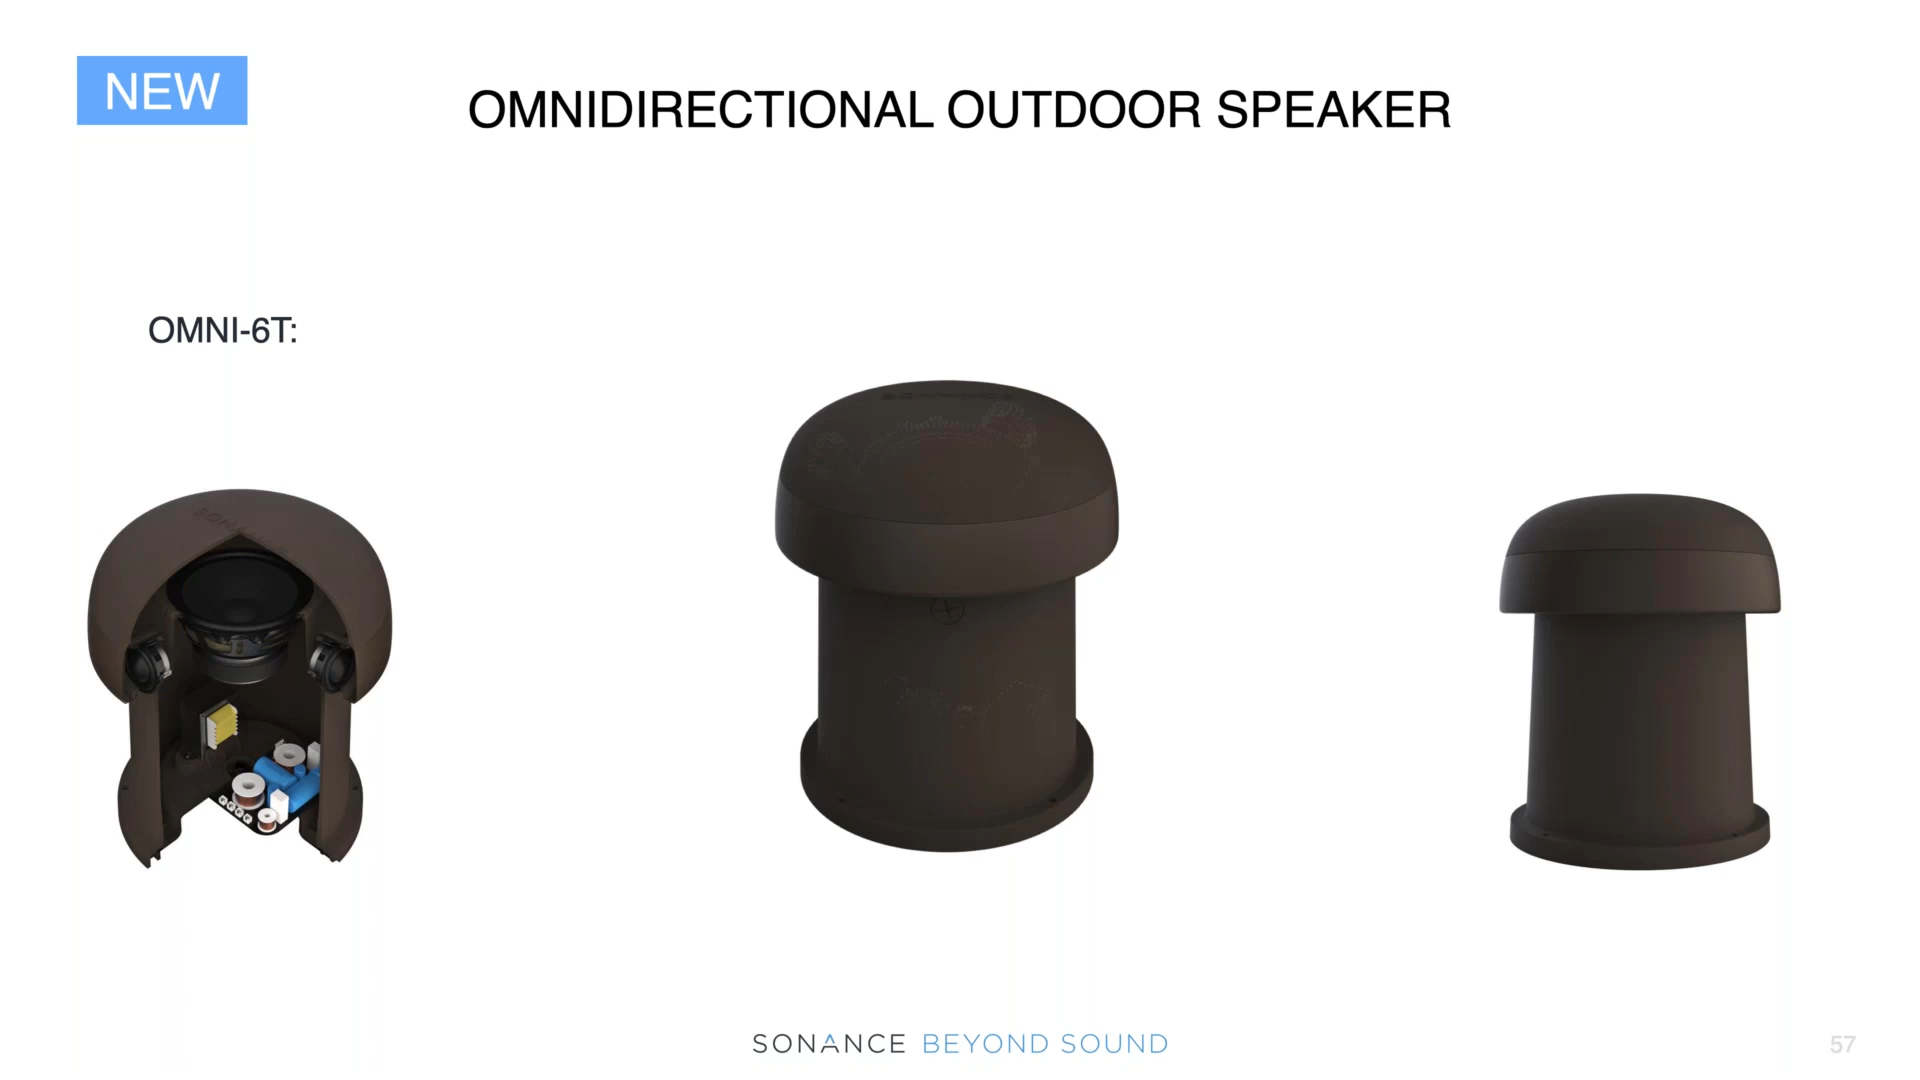 NEW
OMNIDIRECTIONAL OUTDOOR SPEAKER
OMNI-6T:
SONANCE BEYOND SOUND
57